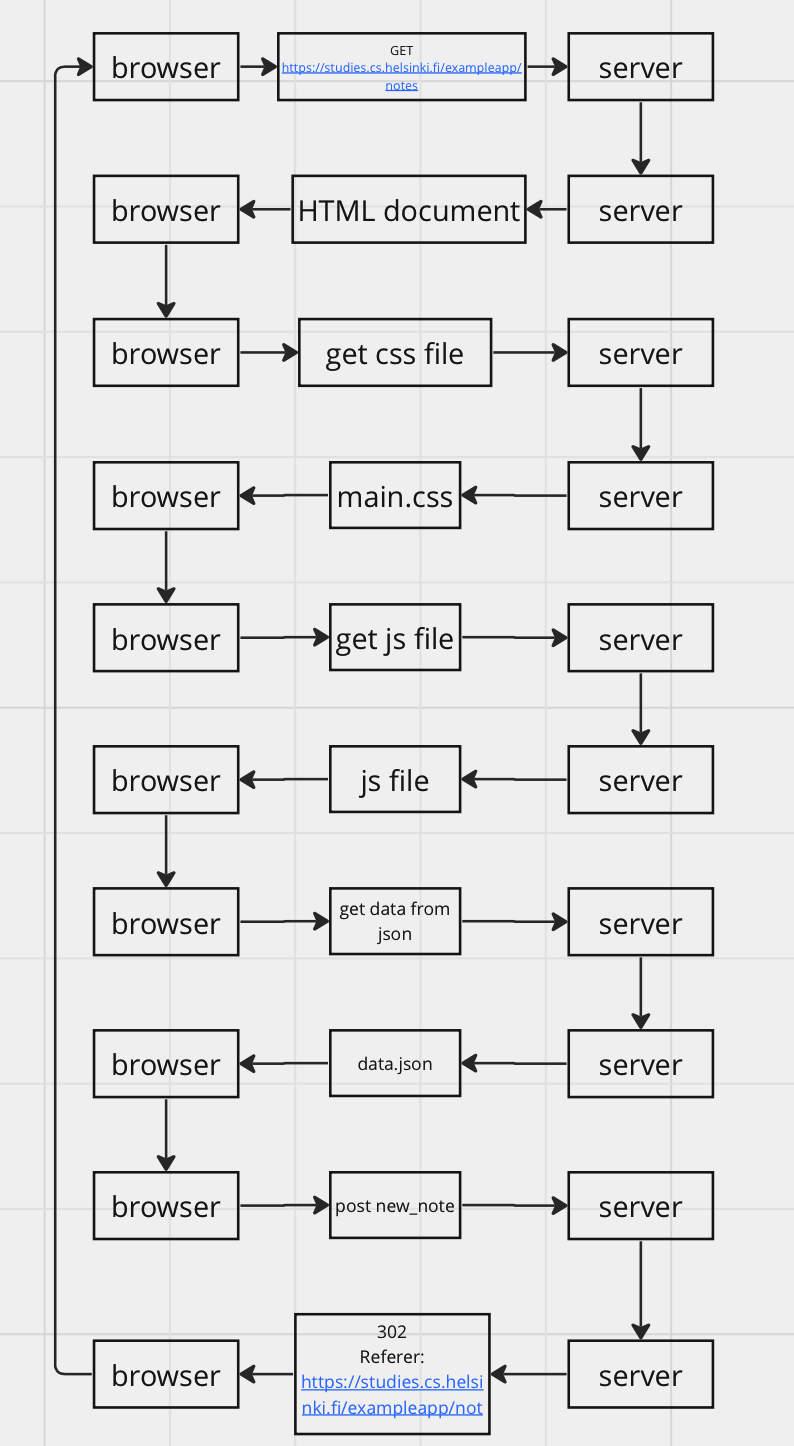 browser
GET
https://studies.cs.helsinki.fi/exampleapp/
notes
server
browser
HTML document
server
browser
get css file
server
browser
main.css
server
browser
get js file
server
browser
js file
server
browser
get data from
json
server
browser
data.json
server
browser
post new_note
server
browser
302
Referer:
https://studies.cs.helsi
nki.fi/exampleapp/not
server